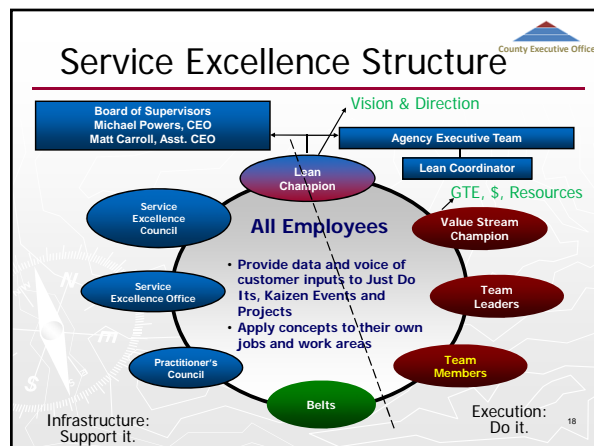 County Executive Office
Service Excellence Structure
Vision & Direction
Board of Supervisors
Michael Powers, CEO
Matt Carroll, Asst. CEO
Agency Executive Team
Lean Coordinator
Lean
Champion
GTE, $, Resources
Service
Excellence
Council
All Employees
Value Stream
Champion
• Provide data and voice of
customer inputs to Just Do
Its, Kaizen Events and
Projects
• Apply concepts to their own
jobs and work areas
Service
Excellence Office
Team
Leaders
Practitioner's
Council
Team
Members
Belts
Infrastructure:
Support it.
Execution:
Do it.
18
N
S